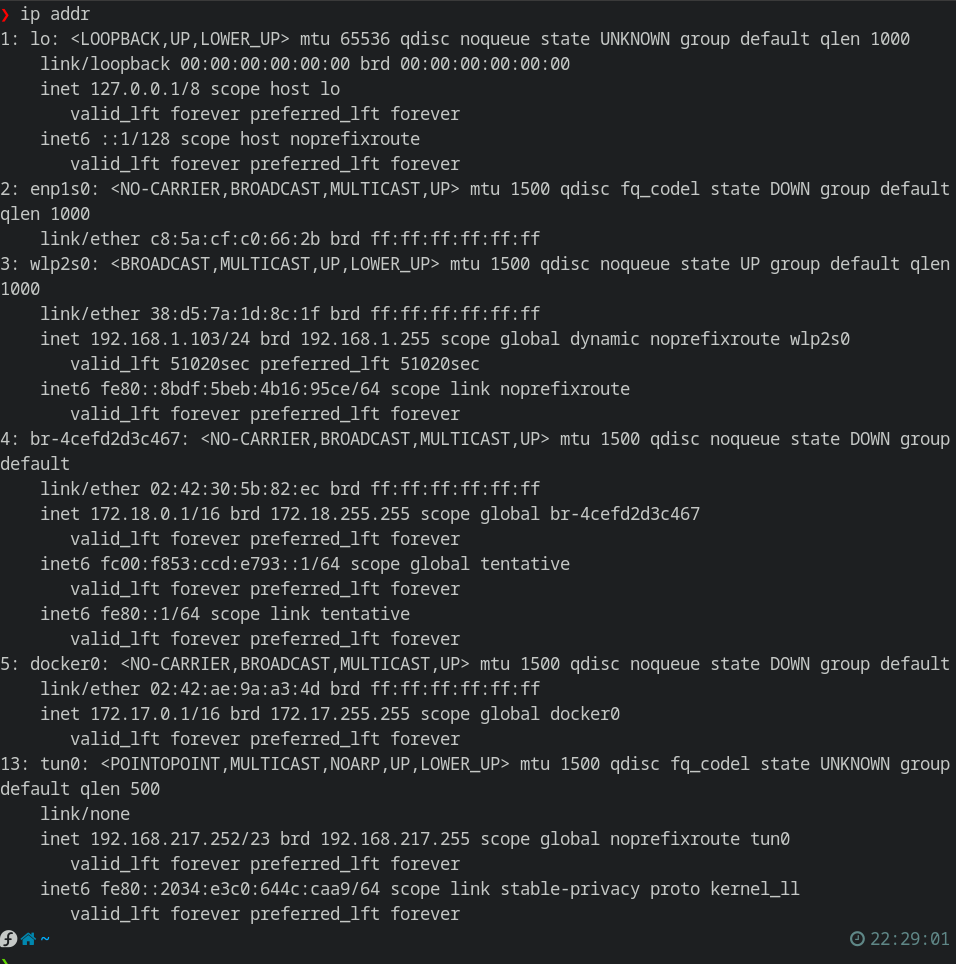 ❯ ip addr
1: lo: <LOOPBACK,UP,LOWER_UP> mtu 65536 qdisc noqueue state UNKNOWN group default qlen 1000
    link/loopback 00:00:00:00:00:00 brd 00:00:00:00:00:00
    inet 127.0.0.1/8 scope host lo
       valid_lft forever preferred_lft forever
    inet6 ::1/128 scope host noprefixroute
       valid_lft forever preferred_lft forever
2: enp1s0: <NO-CARRIER,BROADCAST,MULTICAST,UP> mtu 1500 qdisc fq_codel state DOWN group default
qlen 1000
    link/ether c8:5a:cf:c0:66:2b brd ff:ff:ff:ff:ff:ff
3: wlp2s0: <BROADCAST,MULTICAST,UP,LOWER_UP> mtu 1500 qdisc noqueue state UP group default qlen
1000
    link/ether 38:d5:7a:1d:8c:1f brd ff:ff:ff:ff:ff:ff
    inet 192.168.1.103/24 brd 192.168.1.255 scope global dynamic noprefixroute wlp2s0
       valid_lft 51020sec preferred_lft 51020sec
    inet6 fe80::8bdf:5beb:4b16:95ce/64 scope link noprefixroute
       valid_lft forever preferred_lft forever
4: br-4cefd2d3c467: <NO-CARRIER,BROADCAST,MULTICAST,UP> mtu 1500 qdisc noqueue state DOWN group
default
    link/ether 02:42:30:5b:82:ec brd ff:ff:ff:ff:ff:ff
    inet 172.18.0.1/16 brd 172.18.255.255 scope global br-4cefd2d3c467
       valid_lft forever preferred_lft forever
    inet6 fc00:f853:ccd:e793::1/64 scope global tentative
       valid_lft forever preferred_lft forever
    inet6 fe80::1/64 scope link tentative
       valid_lft forever preferred_lft forever
5: docker0: <NO-CARRIER,BROADCAST,MULTICAST,UP> mtu 1500 qdisc noqueue state DOWN group default
    link/ether 02:42:ae:9a:a3:4d brd ff:ff:ff:ff:ff:ff
    inet 172.17.0.1/16 brd 172.17.255.255 scope global docker0
       valid_lft forever preferred_lft forever
13: tun0: <POINTOPOINT,MULTICAST,NOARP,UP,LOWER_UP> mtu 1500 qdisc fq_codel state UNKNOWN group
default qlen 500
    link/none
    inet 192.168.217.252/23 brd 192.168.217.255 scope global noprefixroute tun0
       valid_lft forever preferred_lft forever
    inet6 fe80::2034:e3c0:644c:caa9/64 scope link stable-privacy proto kernel_ll
       valid_lft forever preferred_lft forever
~ 22:29:01